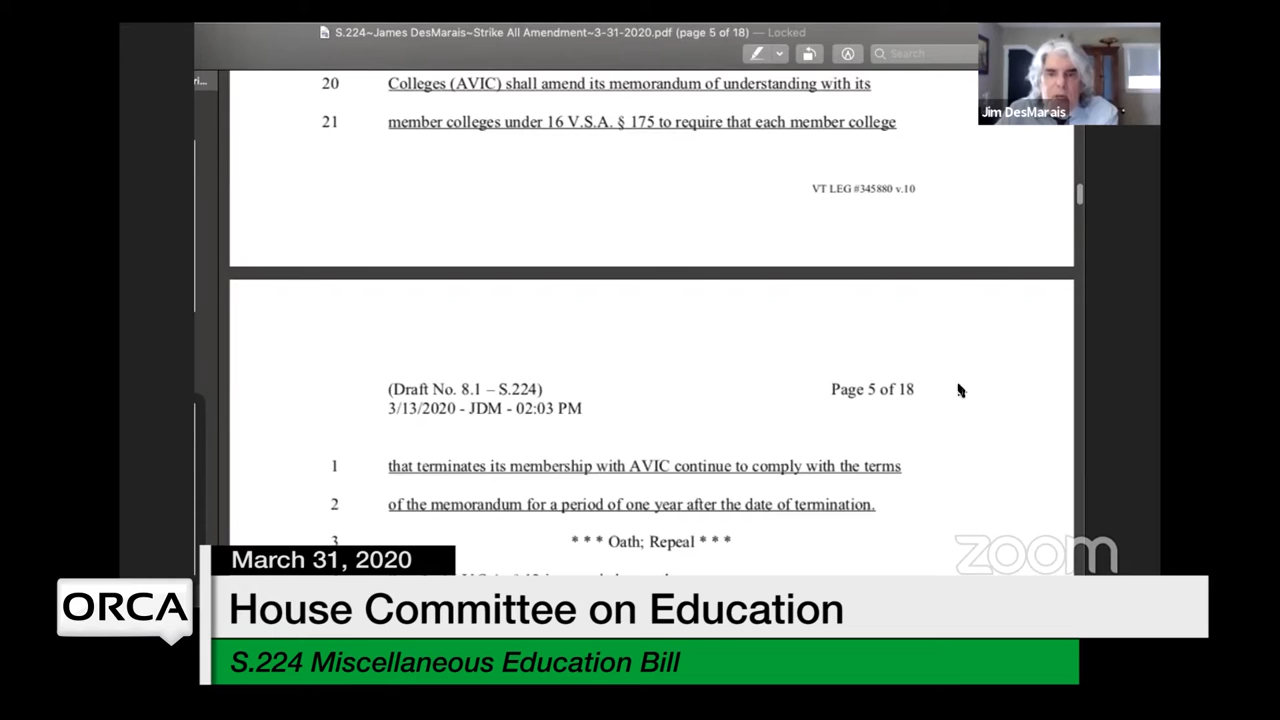 S.224~James DesMarais~Strike All Amendment~3-31-2020.pdf (page 5 of 18) — Locked
Search
20 Colleges (AVIC) shall amend its memorandum of understanding with its
Jim DesMarais
21 member colleges under 16 V.S.A. § 175 to require that each member college
VT LEG #345880 v.10
(Draft No. 8.1 – S.224) Page 5 of 18
3/13/2020 - JDM - 02:03 PM
1 that terminates its membership with AVIC continue to comply with the terms
2 of the memorandum for a period of one year after the date of termination.
3 * * * Oath; Repeal * * *
zoom
March 31, 2020
ORCA
House Committee on Education
S.224 Miscellaneous Education Bill